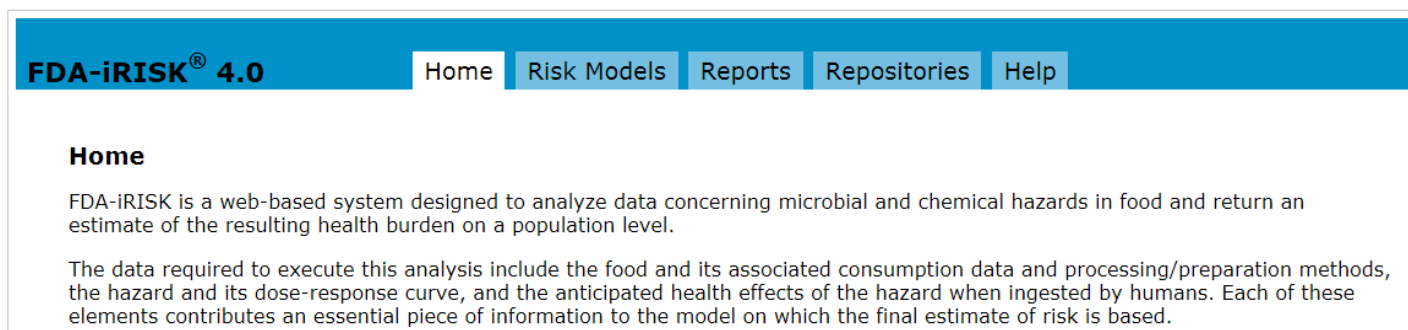 FDA-iRISK® 4.0 Home Risk Models Reports Repositories Help
Home
FDA-iRISK is a web-based system designed to analyze data concerning microbial and chemical hazards in food and return an
estimate of the resulting health burden on a population level.
The data required to execute this analysis include the food and its associated consumption data and processing/preparation methods,
the hazard and its dose-response curve, and the anticipated health effects of the hazard when ingested by humans. Each of these
elements contributes an essential piece of information to the model on which the final estimate of risk is based.